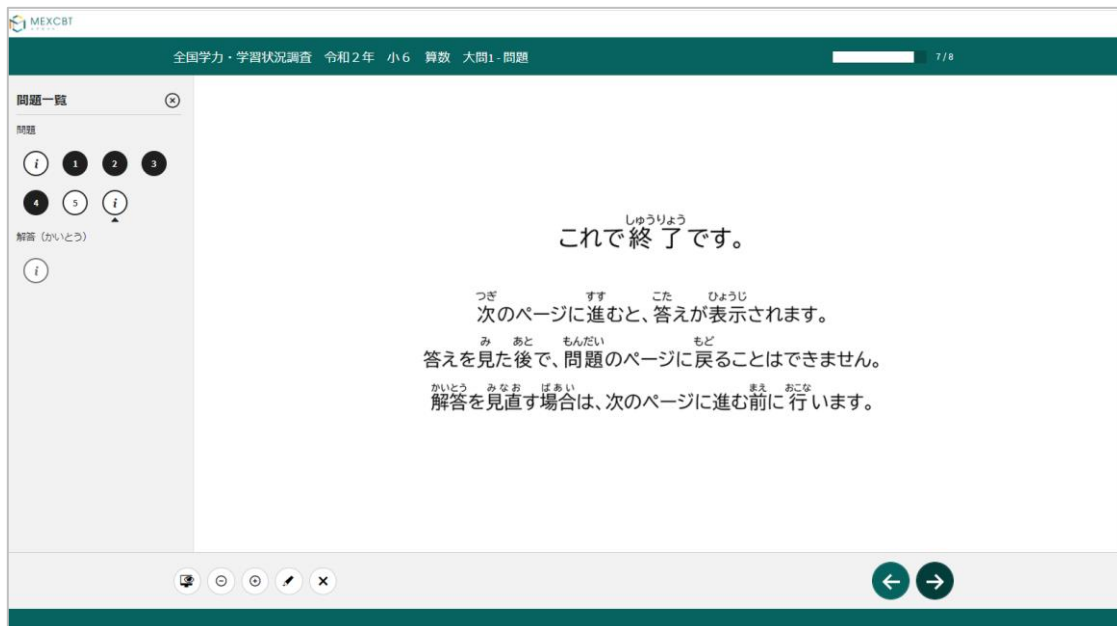 MEXCBT
全国学力・学習状況調査 令和2年 小6 算数 大問1-問題
7/8
問題一覧
問題
i 1 2 3
4 5 i
解答（かいとう）
i
しゅうりょう
これで終了です。
つぎ すす こた ひょうじ
次のページに進むと、答えが表示されます。
み あと もんだい もど
答えを見た後で、問題のページに戻ることはできません。
かいとう みなお ばあい まえ おこな
解答を見直す場合は、次のページに進む前に行います。